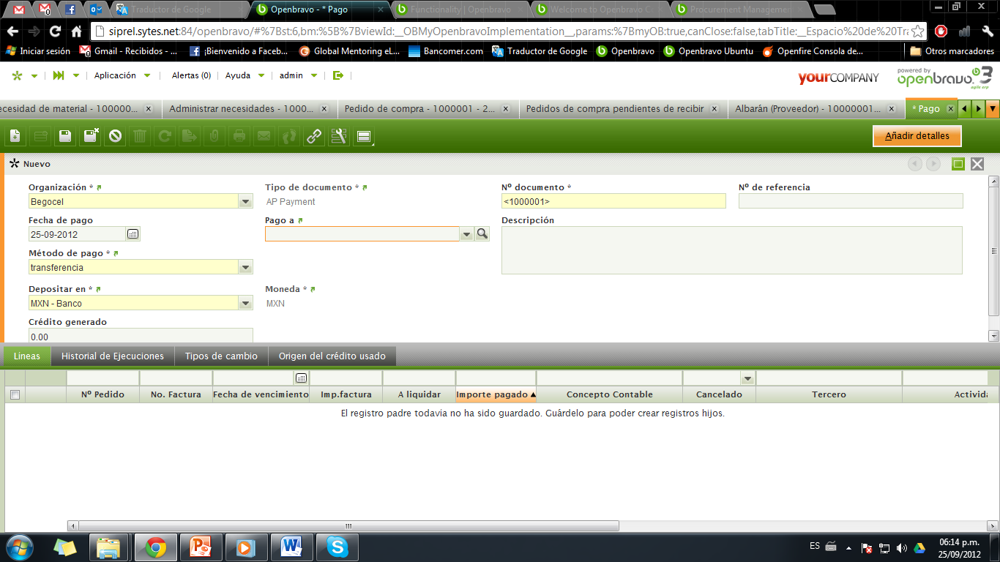 Traductor de Google
Openbravo - * Pago
Functionality | Openbravo
Welcome to Openbravo C
Procurement Managemen
siprel.sytes.net:84/openbravo/#%7Bst:6,bm:%5B%7BviewId:__OBMyOpenbravoImplementation__,params:%7BmyOB:true,canClose:false,tabTitle:__Espacio%20de%20Tra
Iniciar sesión
Gmail - Recibidos - ...
¡Bienvenido a Faceb...
Global Mentoring eL...
Bancomer.com
Traductor de Google
Openbravo
Openbravo Ubuntu
Openfire Consola de...
Otros marcadores
Aplicación
Alertas (0)
Ayuda
admin
yourCOMPANY
powered by
openbravo 3
agile erp
ecesidad de material - 100000...
Administrar necesidades - 1000...
Pedido de compra - 1000001 - 2...
Pedidos de compra pendientes de recibir
Albarán (Proveedor) - 10000001...
* Pago
Añadir detalles
Nuevo
Organización *
Tipo de documento *
Nº documento *
Nº de referencia
Begocel
AP Payment
<1000001>
Fecha de pago
Pago a
Descripción
25-09-2012
Método de pago *
transferencia
Depositar en *
Moneda *
MXN - Banco
MXN
Crédito generado
0.00
Lineas
Historial de Ejecuciones
Tipos de cambio
Origen del crédito usado
Nº Pedido
No. Factura
Fecha de vencimiento
Imp.factura
A liquidar
Importe pagado
Concepto Contable
Cancelado
Tercero
Activida
El registro padre todavía no ha sido guardado. Guárdelo para poder crear registros hijos.
ES
06:14 p.m.
25/09/2012